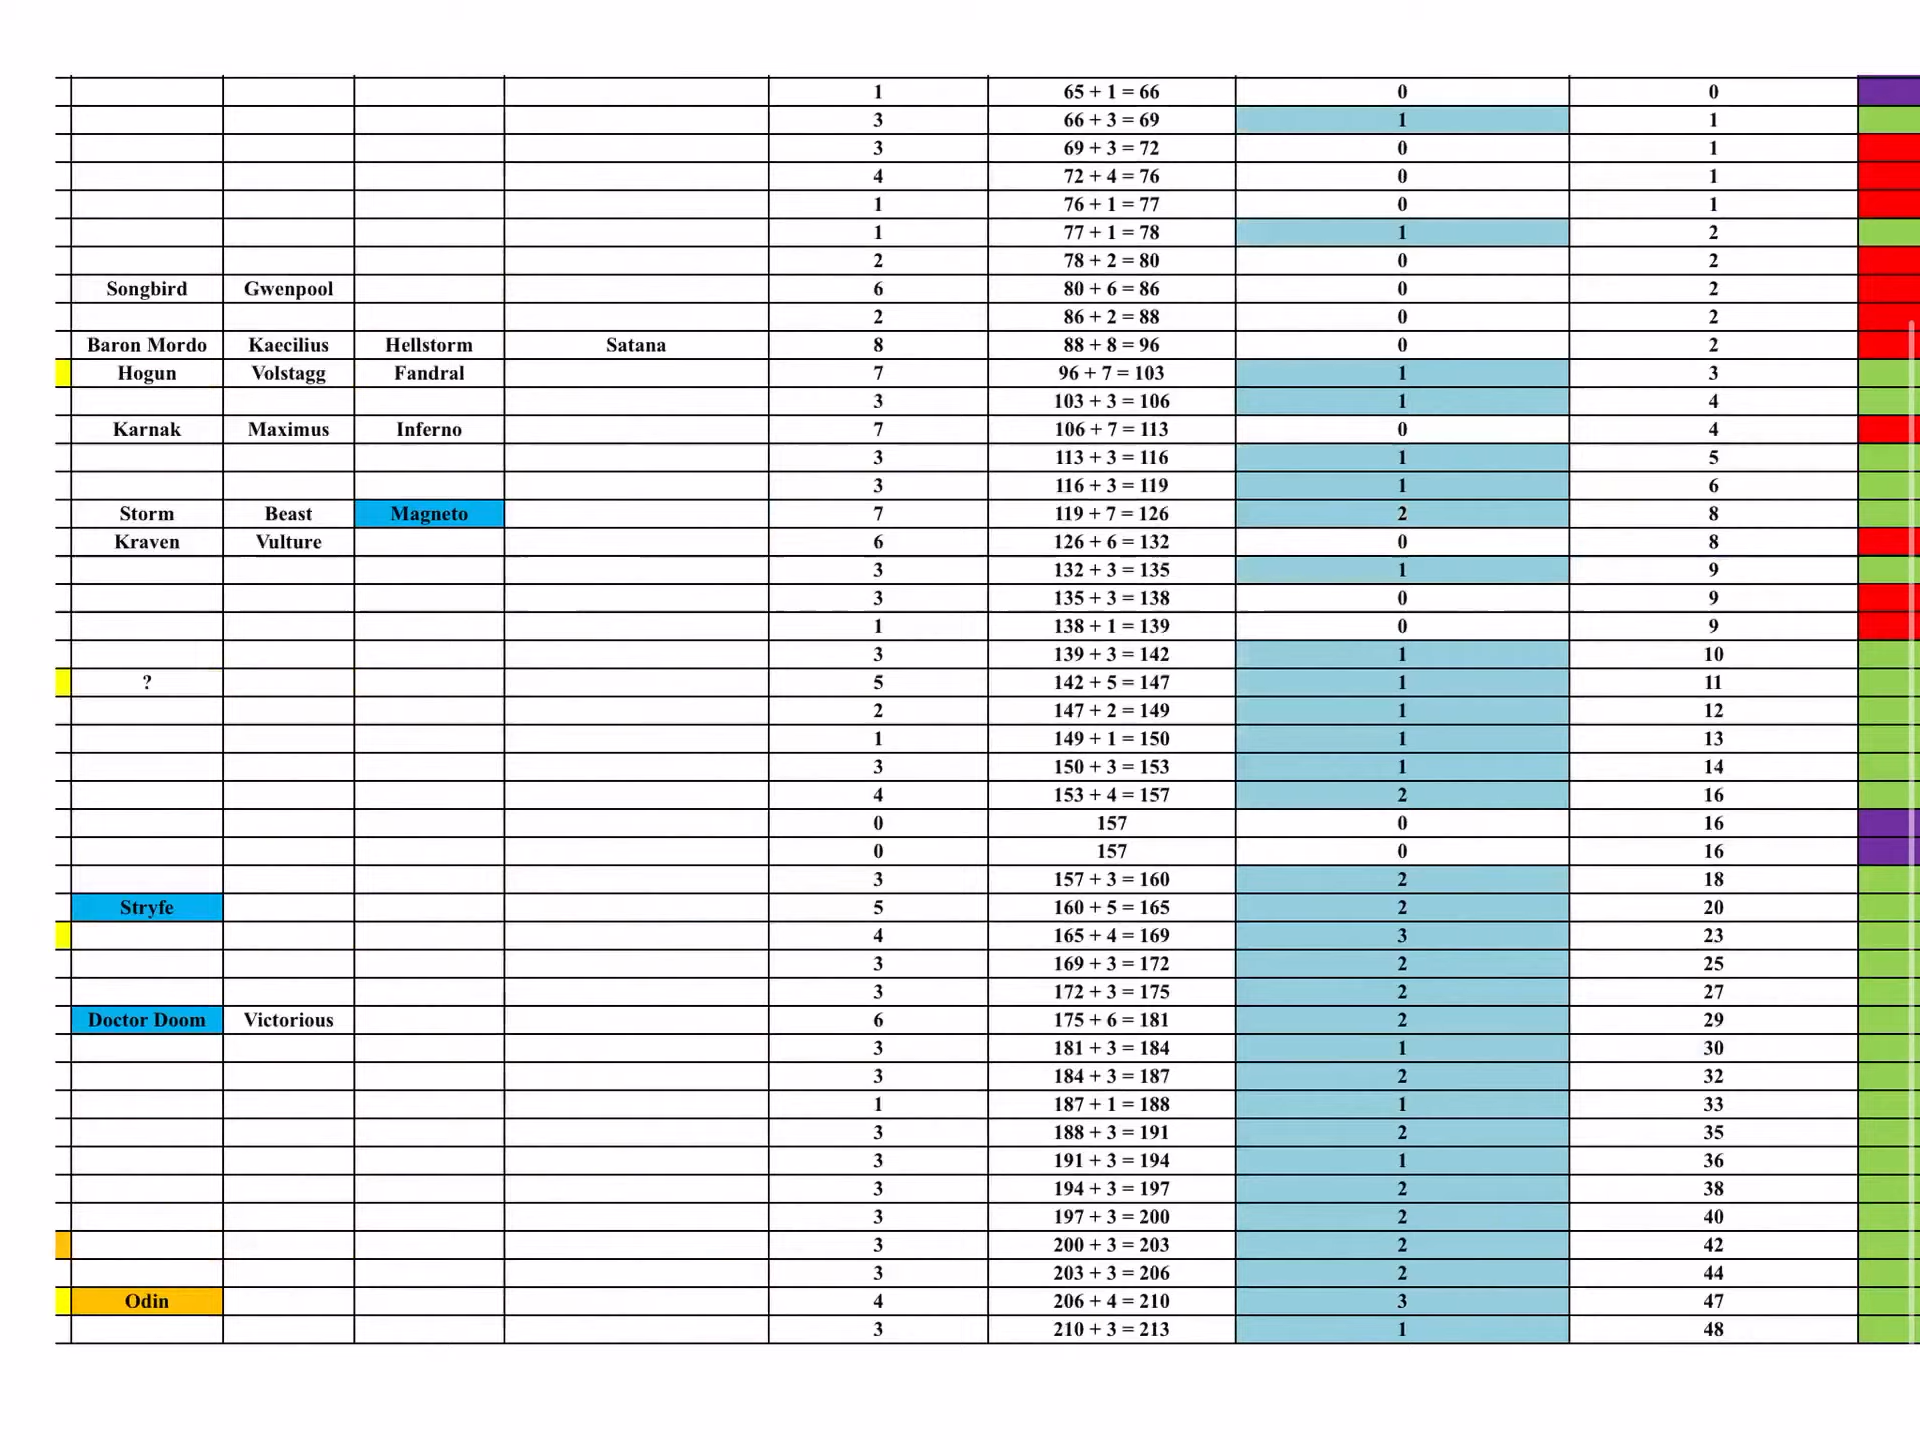 1 65 + 1 = 66 0 0
3 66 + 3 = 69 1 1
3 69 + 3 = 72 0 1
4 72 + 4 = 76 0 1
1 76 + 1 = 77 0 1
1 77 + 1 = 78 1 2
2 78 + 2 = 80 0 2
Songbird Gwenpool 6 80 + 6 = 86 0 2
2 86 + 2 = 88 0 2
Baron Mordo Kaecilius Hellstorm Satana 8 88 + 8 = 96 0 2
Hogun Volstagg Fandral 7 96 + 7 = 103 1 3
3 103 + 3 = 106 1 4
Karnak Maximus Inferno 7 106 + 7 = 113 0 4
3 113 + 3 = 116 1 5
3 116 + 3 = 119 1 6
Storm Beast Magneto 7 119 + 7 = 126 2 8
Kraven Vulture 6 126 + 6 = 132 0 8
3 132 + 3 = 135 1 9
3 135 + 3 = 138 0 9
1 138 + 1 = 139 0 9
3 139 + 3 = 142 1 10
? 5 142 + 5 = 147 1 11
2 147 + 2 = 149 1 12
1 149 + 1 = 150 1 13
3 150 + 3 = 153 1 14
4 153 + 4 = 157 2 16
0 157 0 16
0 157 0 16
3 157 + 3 = 160 2 18
Stryfe 5 160 + 5 = 165 2 20
4 165 + 4 = 169 3 23
3 169 + 3 = 172 2 25
3 172 + 3 = 175 2 27
Doctor Doom Victorious 6 175 + 6 = 181 2 29
3 181 + 3 = 184 1 30
3 184 + 3 = 187 2 32
1 187 + 1 = 188 1 33
3 188 + 3 = 191 2 35
3 191 + 3 = 194 1 36
3 194 + 3 = 197 2 38
3 197 + 3 = 200 2 40
3 200 + 3 = 203 2 42
3 203 + 3 = 206 2 44
Odin 4 206 + 4 = 210 3 47
3 210 + 3 = 213 1 48